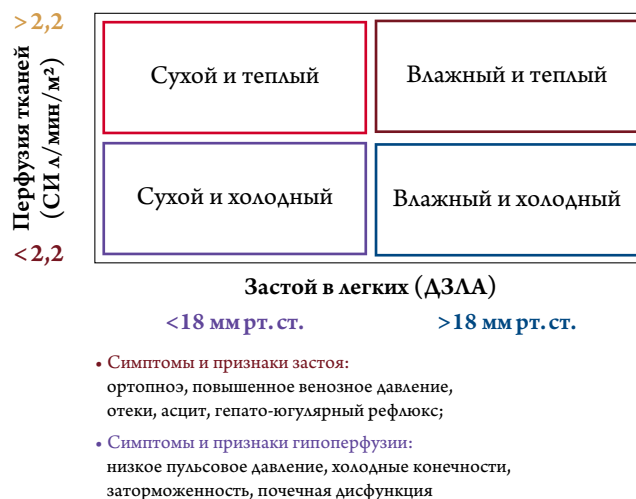 >2,2
Перфузия тканей
(СИ л/мин/м²)
<2,2
Сухой и теплый
Влажный и теплый
Сухой и холодный
Влажный и холодный
Застой в легких (ДЗЛА)
<18 мм рт. ст.
>18 мм рт. ст.
• Симптомы и признаки застоя:
ортопноэ, повышенное венозное давление,
отеки, асцит, гепато-югулярный рефлюкс;
• Симптомы и признаки гипоперфузии:
низкое пульсовое давление, холодные конечности,
заторможенность, почечная дисфункция